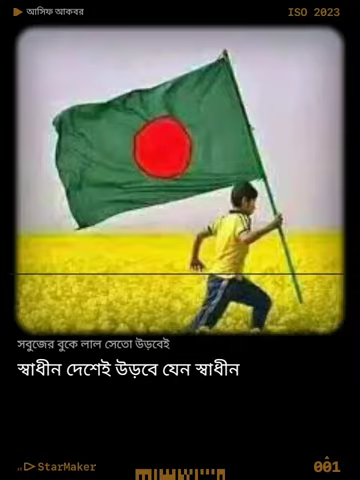 আসিফ আকবর
ISO 2023
সবুজের বুকে লাল সেতো উড়বেই
স্বাধীন দেশেই উড়বে যেন স্বাধীন
StarMaker
001